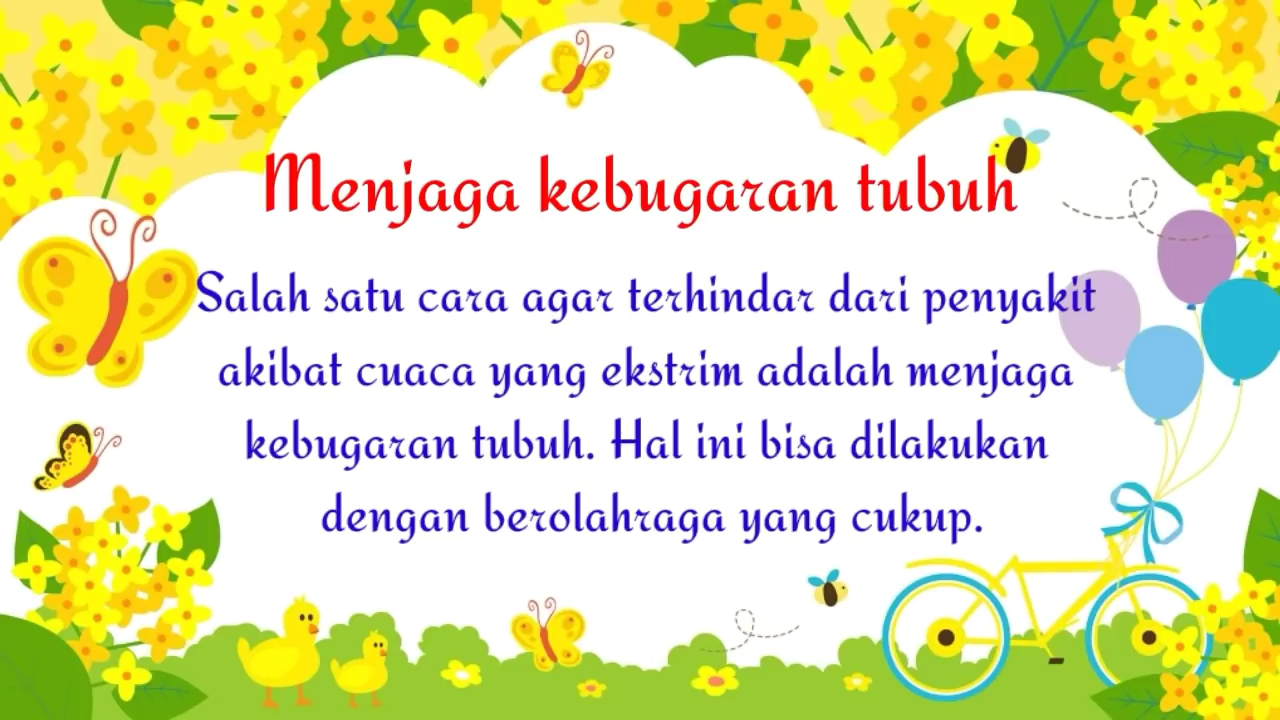 Menjaga kebugaran tubuh
Salah satu cara agar terhindar dari penyakit
akibat cuaca yang ekstrim adalah menjaga
kebugaran tubuh. Hal ini bisa dilakukan
dengan berolahraga yang cukup.